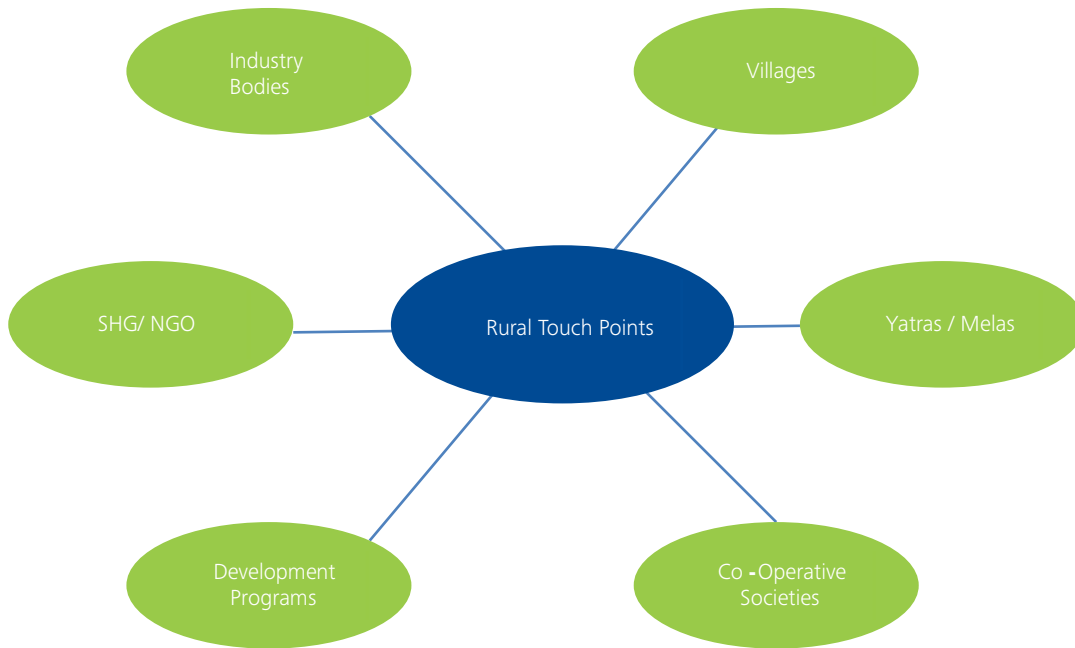 Industry
Bodies
Villages
SHG/ NGO
Rural Touch Points
Yatras / Melas
Development
Programs
Co -Operative
Societies